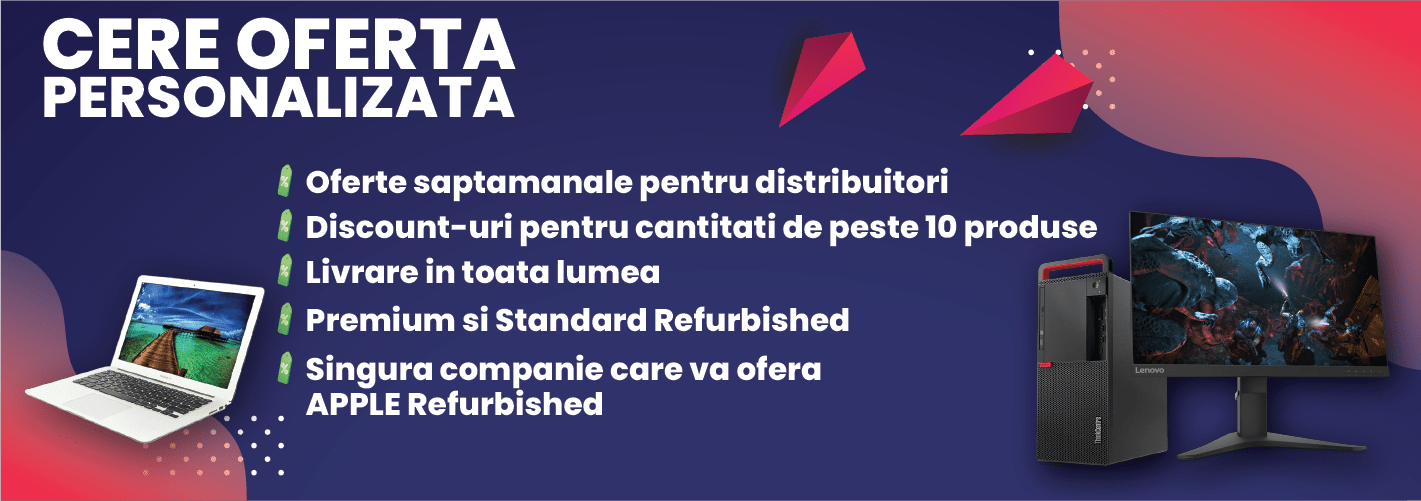 CERE OFERTA
PERSONALIZATA
% Oferte saptamanale pentru distribuitori
% Discount-uri pentru cantitati de peste 10 produse
% Livrare in toata lumea
% Premium si Standard Refurbished
% Singura companie care va ofera
APPLE Refurbished
Lenovo
ThinkCentre